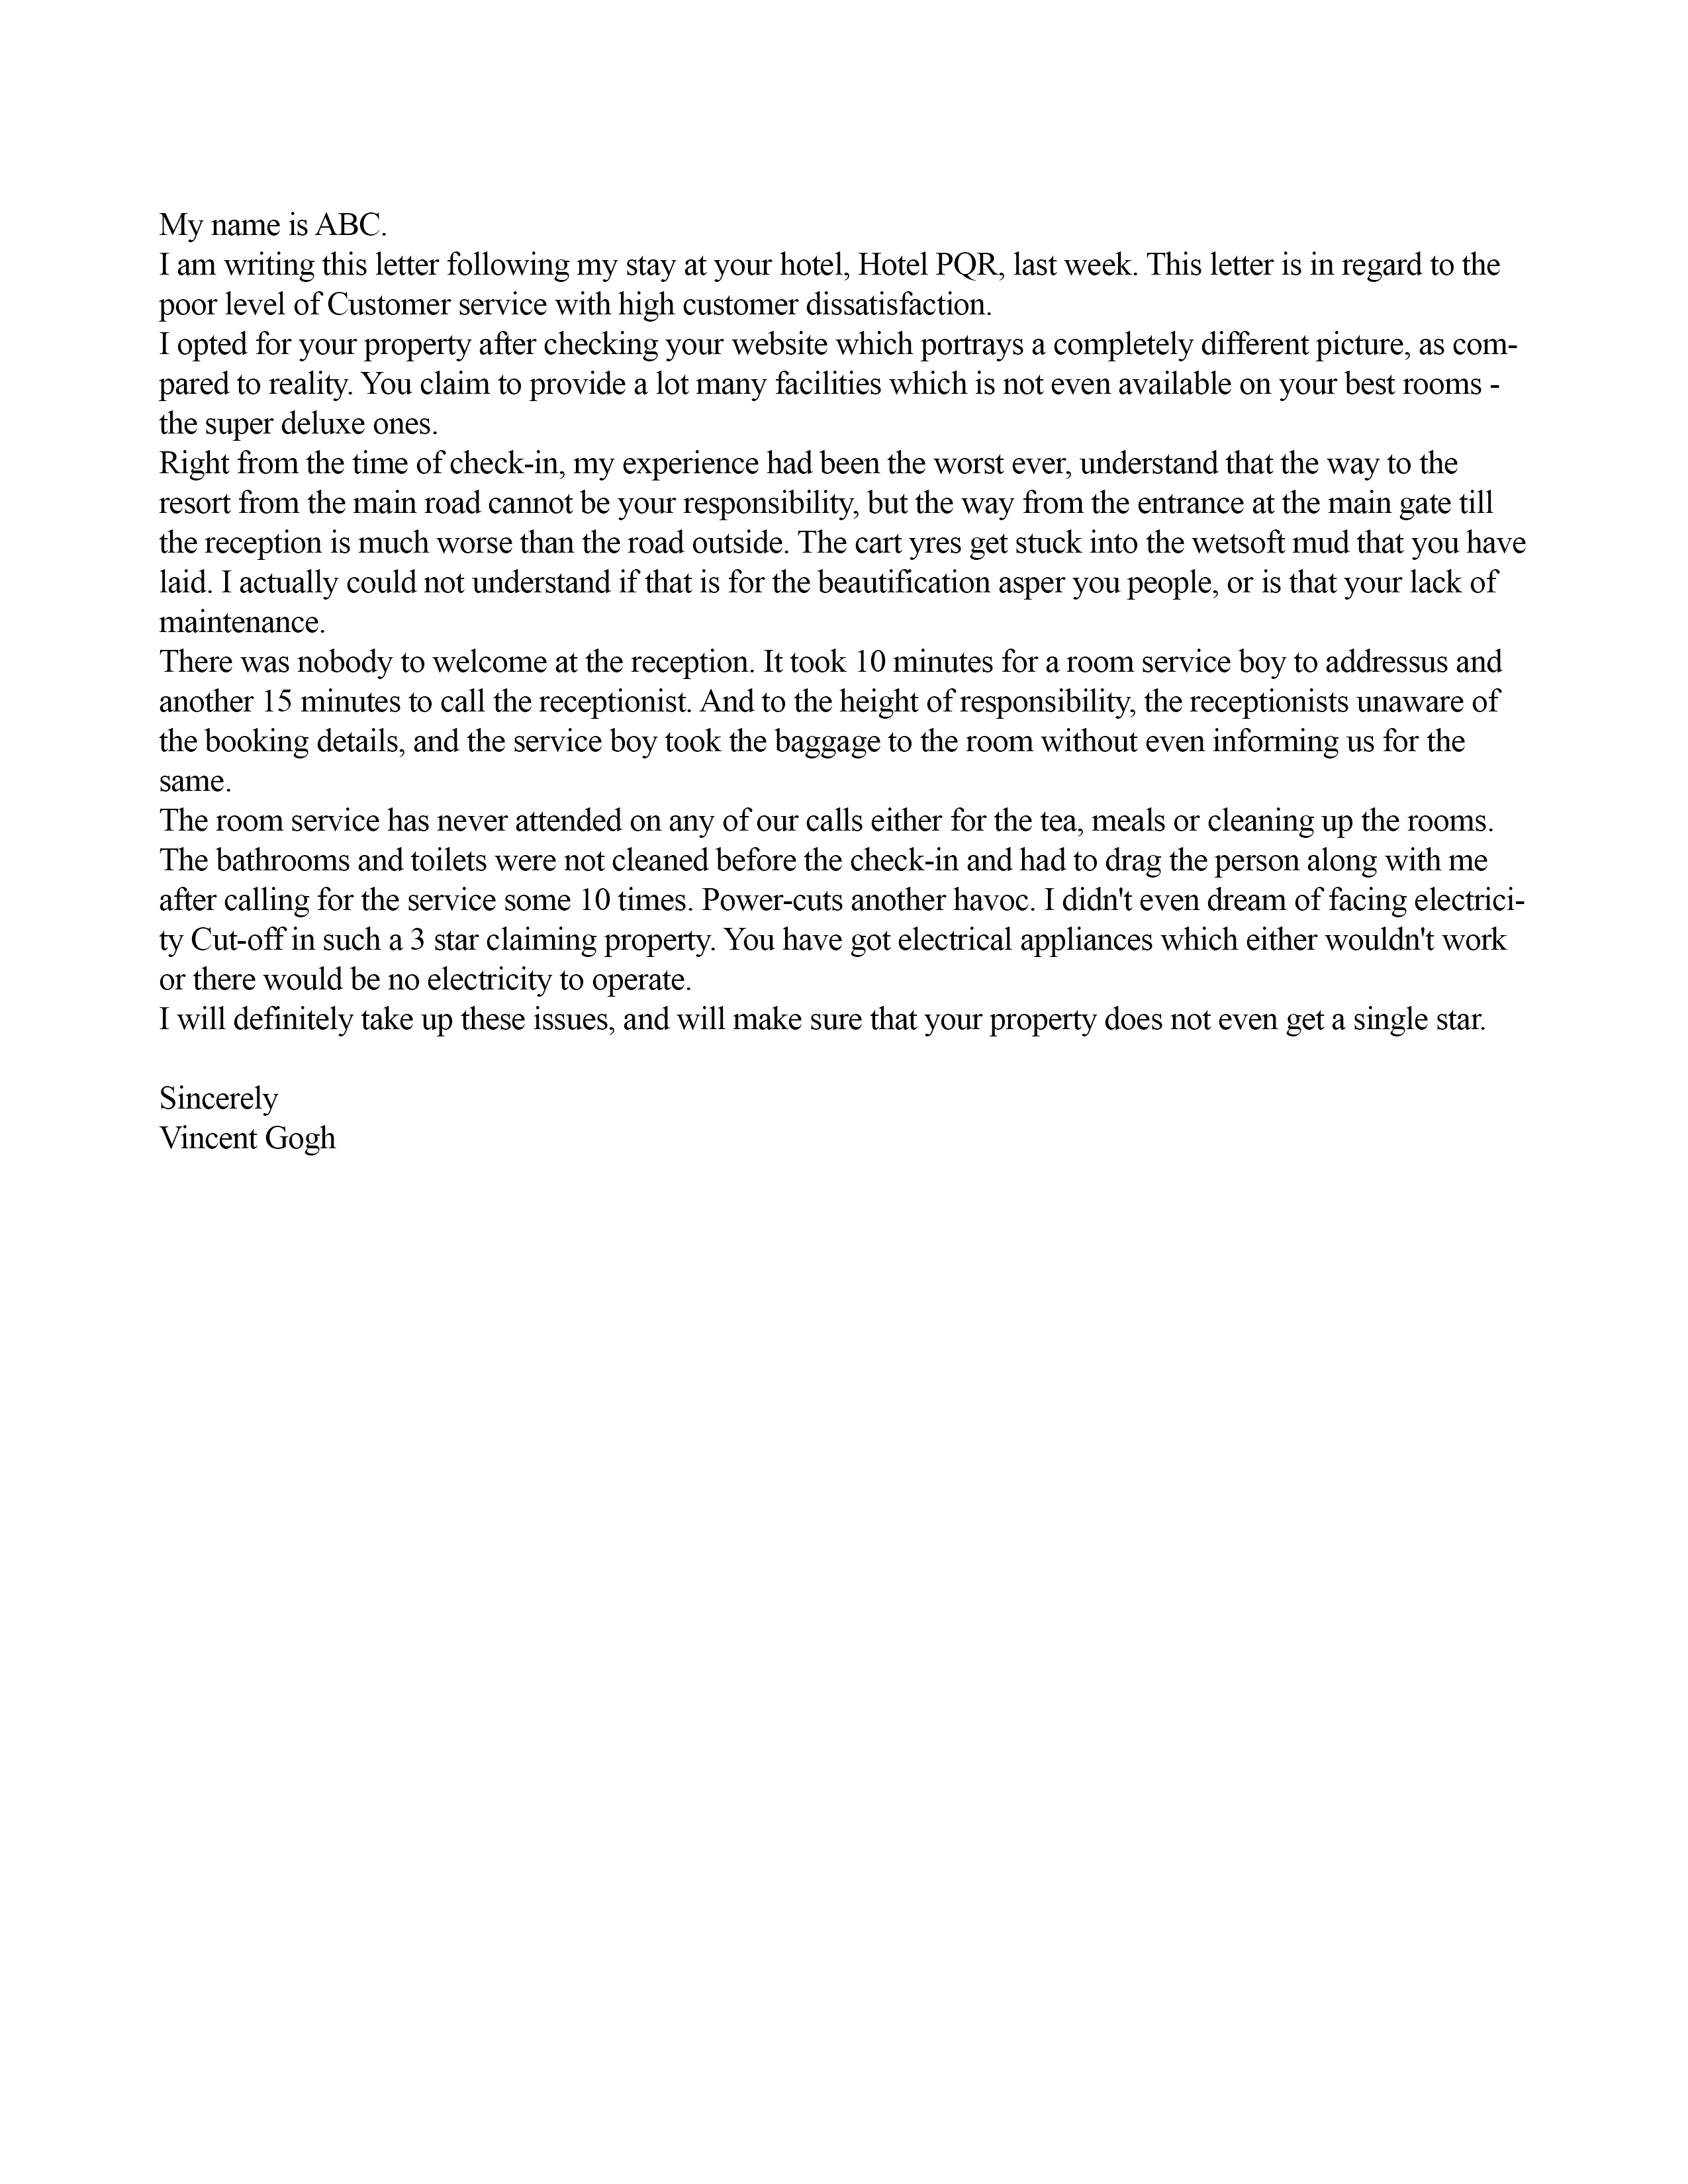 My name is ABC.
I am writing this letter following my stay at your hotel, Hotel PQR, last week. This letter is in regard to the
poor level of Customer service with high customer dissatisfaction.
I opted for your property after checking your website which portrays a completely different picture, as com-
pared to reality. You claim to provide a lot many facilities which is not even available on your best rooms -
the super deluxe ones.
Right from the time of check-in, my experience had been the worst ever, understand that the way to the
resort from the main road cannot be your responsibility, but the way from the entrance at the main gate till
the reception is much worse than the road outside. The cart yres get stuck into the wetsoft mud that you have
laid. I actually could not understand if that is for the beautification asper you people, or is that your lack of
maintenance.
There was nobody to welcome at the reception. It took 10 minutes for a room service boy to addressus and
another 15 minutes to call the receptionist. And to the height of responsibility, the receptionists unaware of
the booking details, and the service boy took the baggage to the room without even informing us for the
same.
The room service has never attended on any of our calls either for the tea, meals or cleaning up the rooms.
The bathrooms and toilets were not cleaned before the check-in and had to drag the person along with me
after calling for the service some 10 times. Power-cuts another havoc. I didn't even dream of facing electrici-
ty Cut-off in such a 3 star claiming property. You have got electrical appliances which either wouldn't work
or there would be no electricity to operate.
I will definitely take up these issues, and will make sure that your property does not even get a single star.
Sincerely
Vincent Gogh